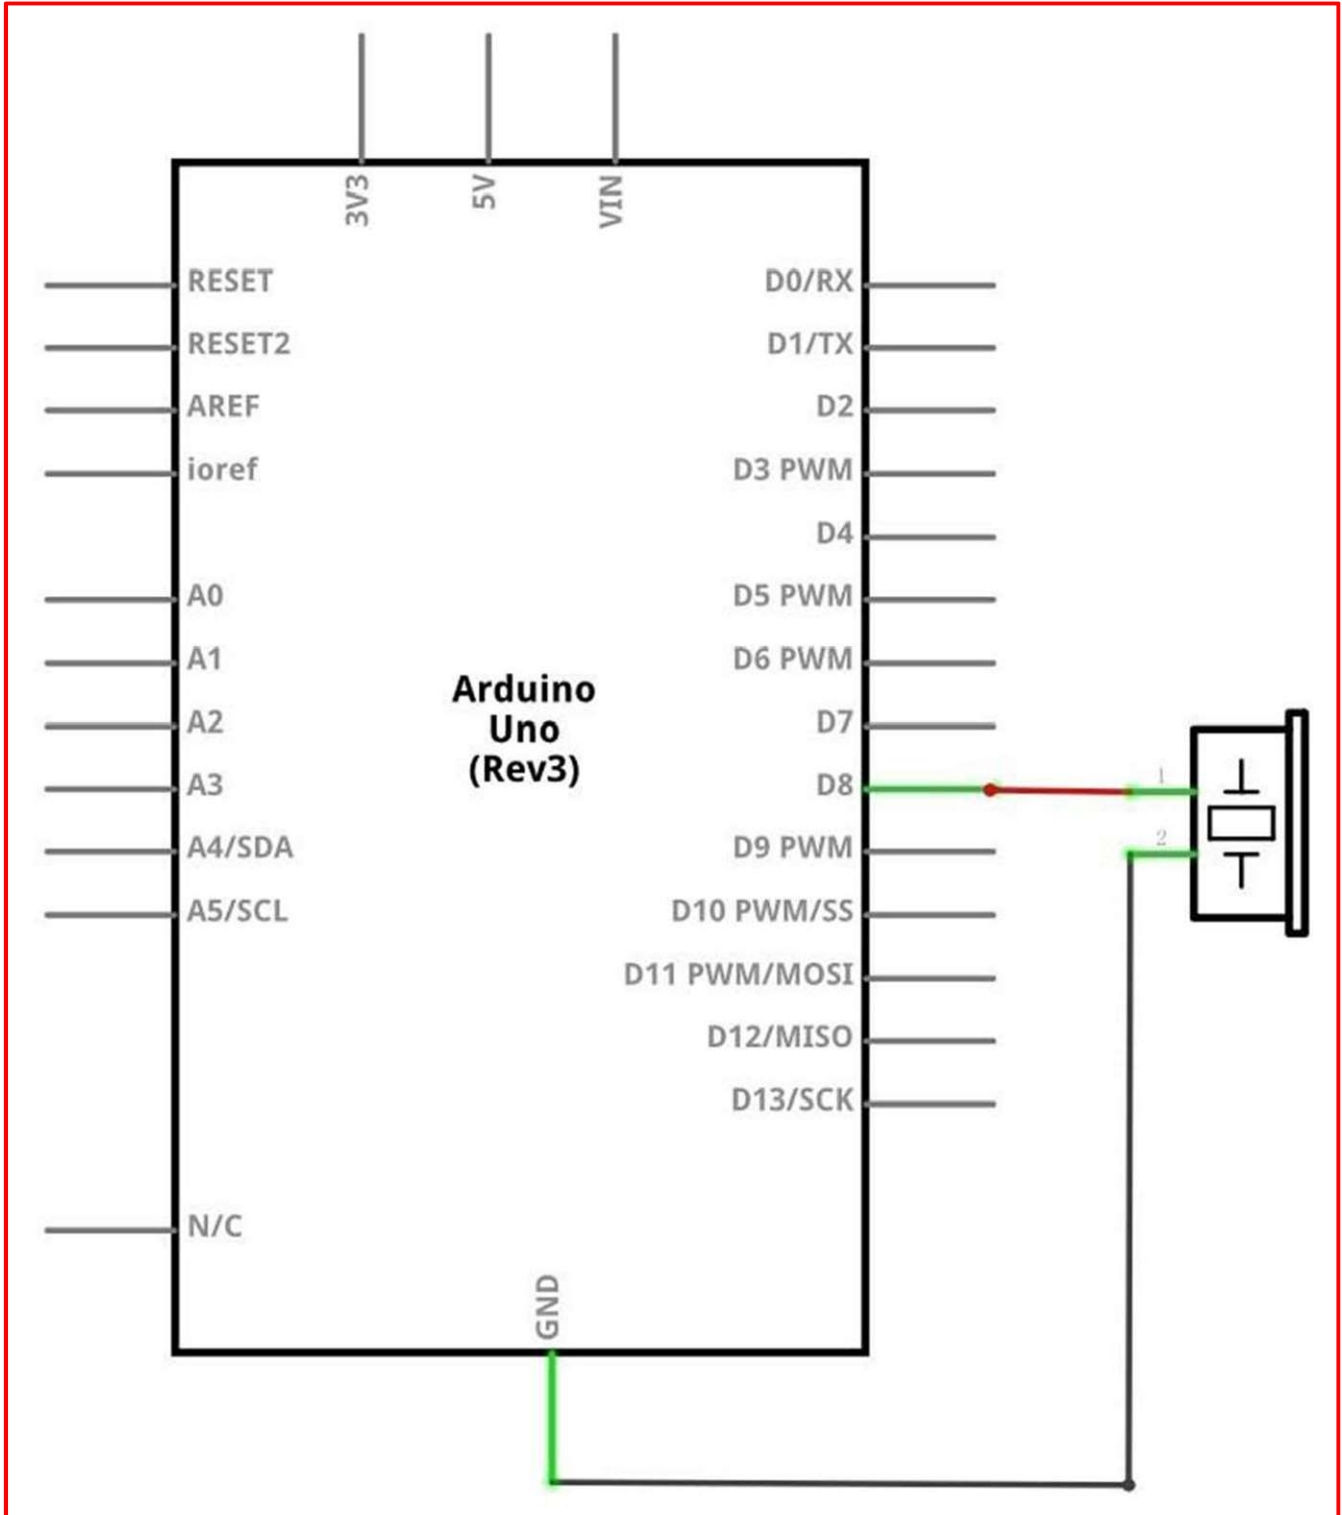 3V3
5V
VIN
RESET
D0/RX
RESET2
D1/TX
AREF
D2
ioref
D3 PWM
D4
A0
D5 PWM
A1
D6 PWM
Arduino
Uno
(Rev3)
A2
D7
A3
D8
1
A4/SDA
D9 PWM
2
A5/SCL
D10 PWM/SS
D11 PWM/MOSI
D12/MISO
D13/SCK
N/C
GND